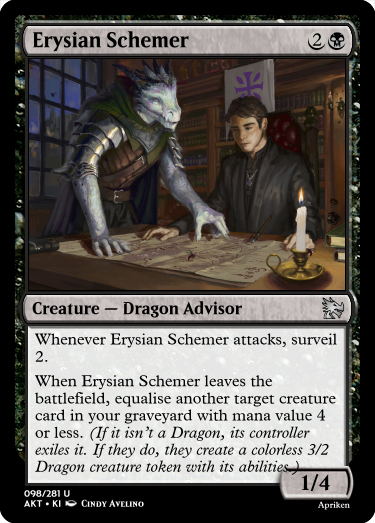 Erysian Schemer 2
Creature — Dragon Advisor
Whenever Erysian Schemer attacks, surveil
2.
When Erysian Schemer leaves the
battlefield, equalise another target creature
card in your graveyard with mana value 4
or less. (If it isn't a Dragon, its controller
exiles it. If they do, they create a colorless 3/2
Dragon creature token with its abilities.)
1/4
098/281 U
AKT • KI Cindy Avelino
Apriken